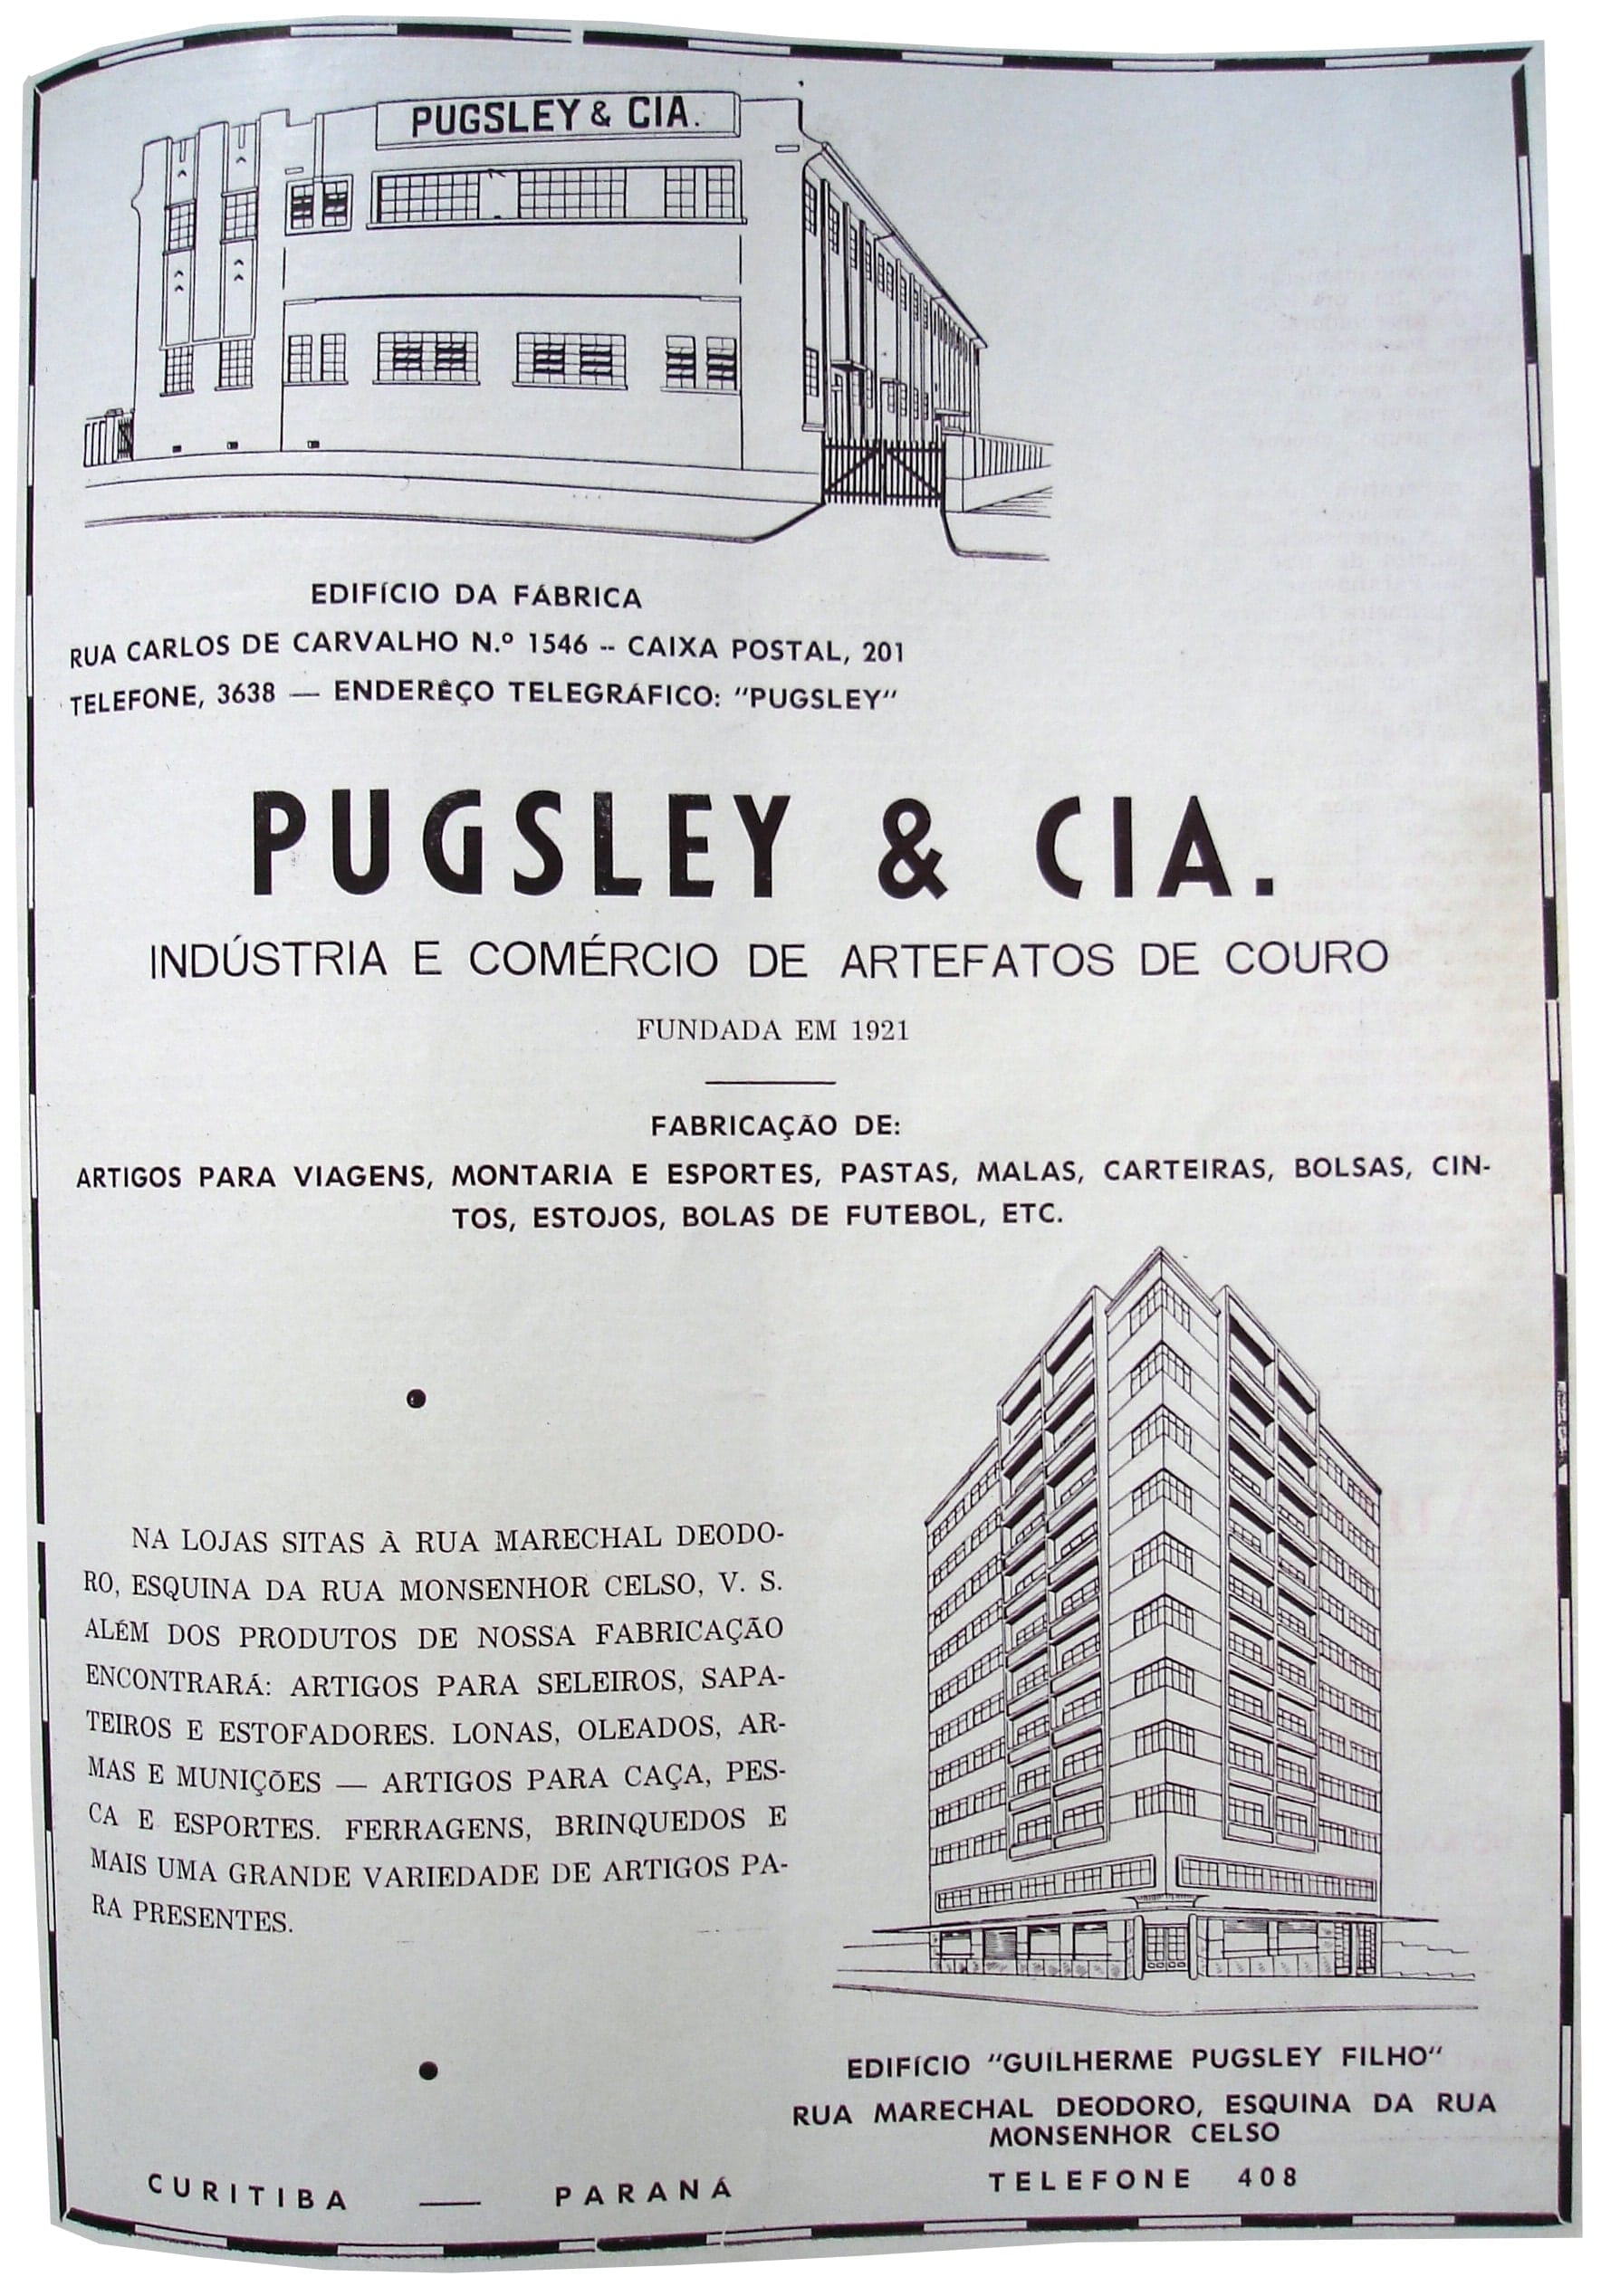 PUGSLEY & CIA.
EDIFÍCIO DA FÁBRICA
RUA CARLOS DE CARVALHO N.º 1546 -- CAIXA POSTAL, 201
TELEFONE, 3638 — ENDERÊÇO TELEGRÁFICO: "PUGSLEY"
PUGSLEY & CIA.
INDÚSTRIA E COMÉRCIO DE ARTEFATOS DE COURO
FUNDADA EM 1921
FABRICAÇÃO DE:
ARTIGOS PARA VIAGENS, MONTARIA E ESPORTES, PASTAS, MALAS, CARTEIRAS, BOLSAS, CIN-
TOS, ESTOJOS, BOLAS DE FUTEBOL, ETC.
NA LOJAS SITAS À RUA MARECHAL DEODO-
RO, ESQUINA DA RUA MONSENHOR CELSO, V. S.
ALÉM DOS PRODUTOS DE NOSSA FABRICAÇÃO
ENCONTRARÁ: ARTIGOS PARA SELEIROS, SAPA-
TEIROS E ESTOFADORES. LONAS, OLEADOS, AR-
MAS E MUNIÇÕES — ARTIGOS PARA CAÇA, PES-
CA E ESPORTES. FERRAGENS, BRINQUEDOS E
MAIS UMA GRANDE VARIEDADE DE ARTIGOS PA-
RA PRESENTES.
EDIFÍCIO "GUILHERME PUGSLEY FILHO"
RUA MARECHAL DEODORO, ESQUINA DA RUA
MONSENHOR CELSO
TELEFONE 408
CURITIBA — PARANÁ